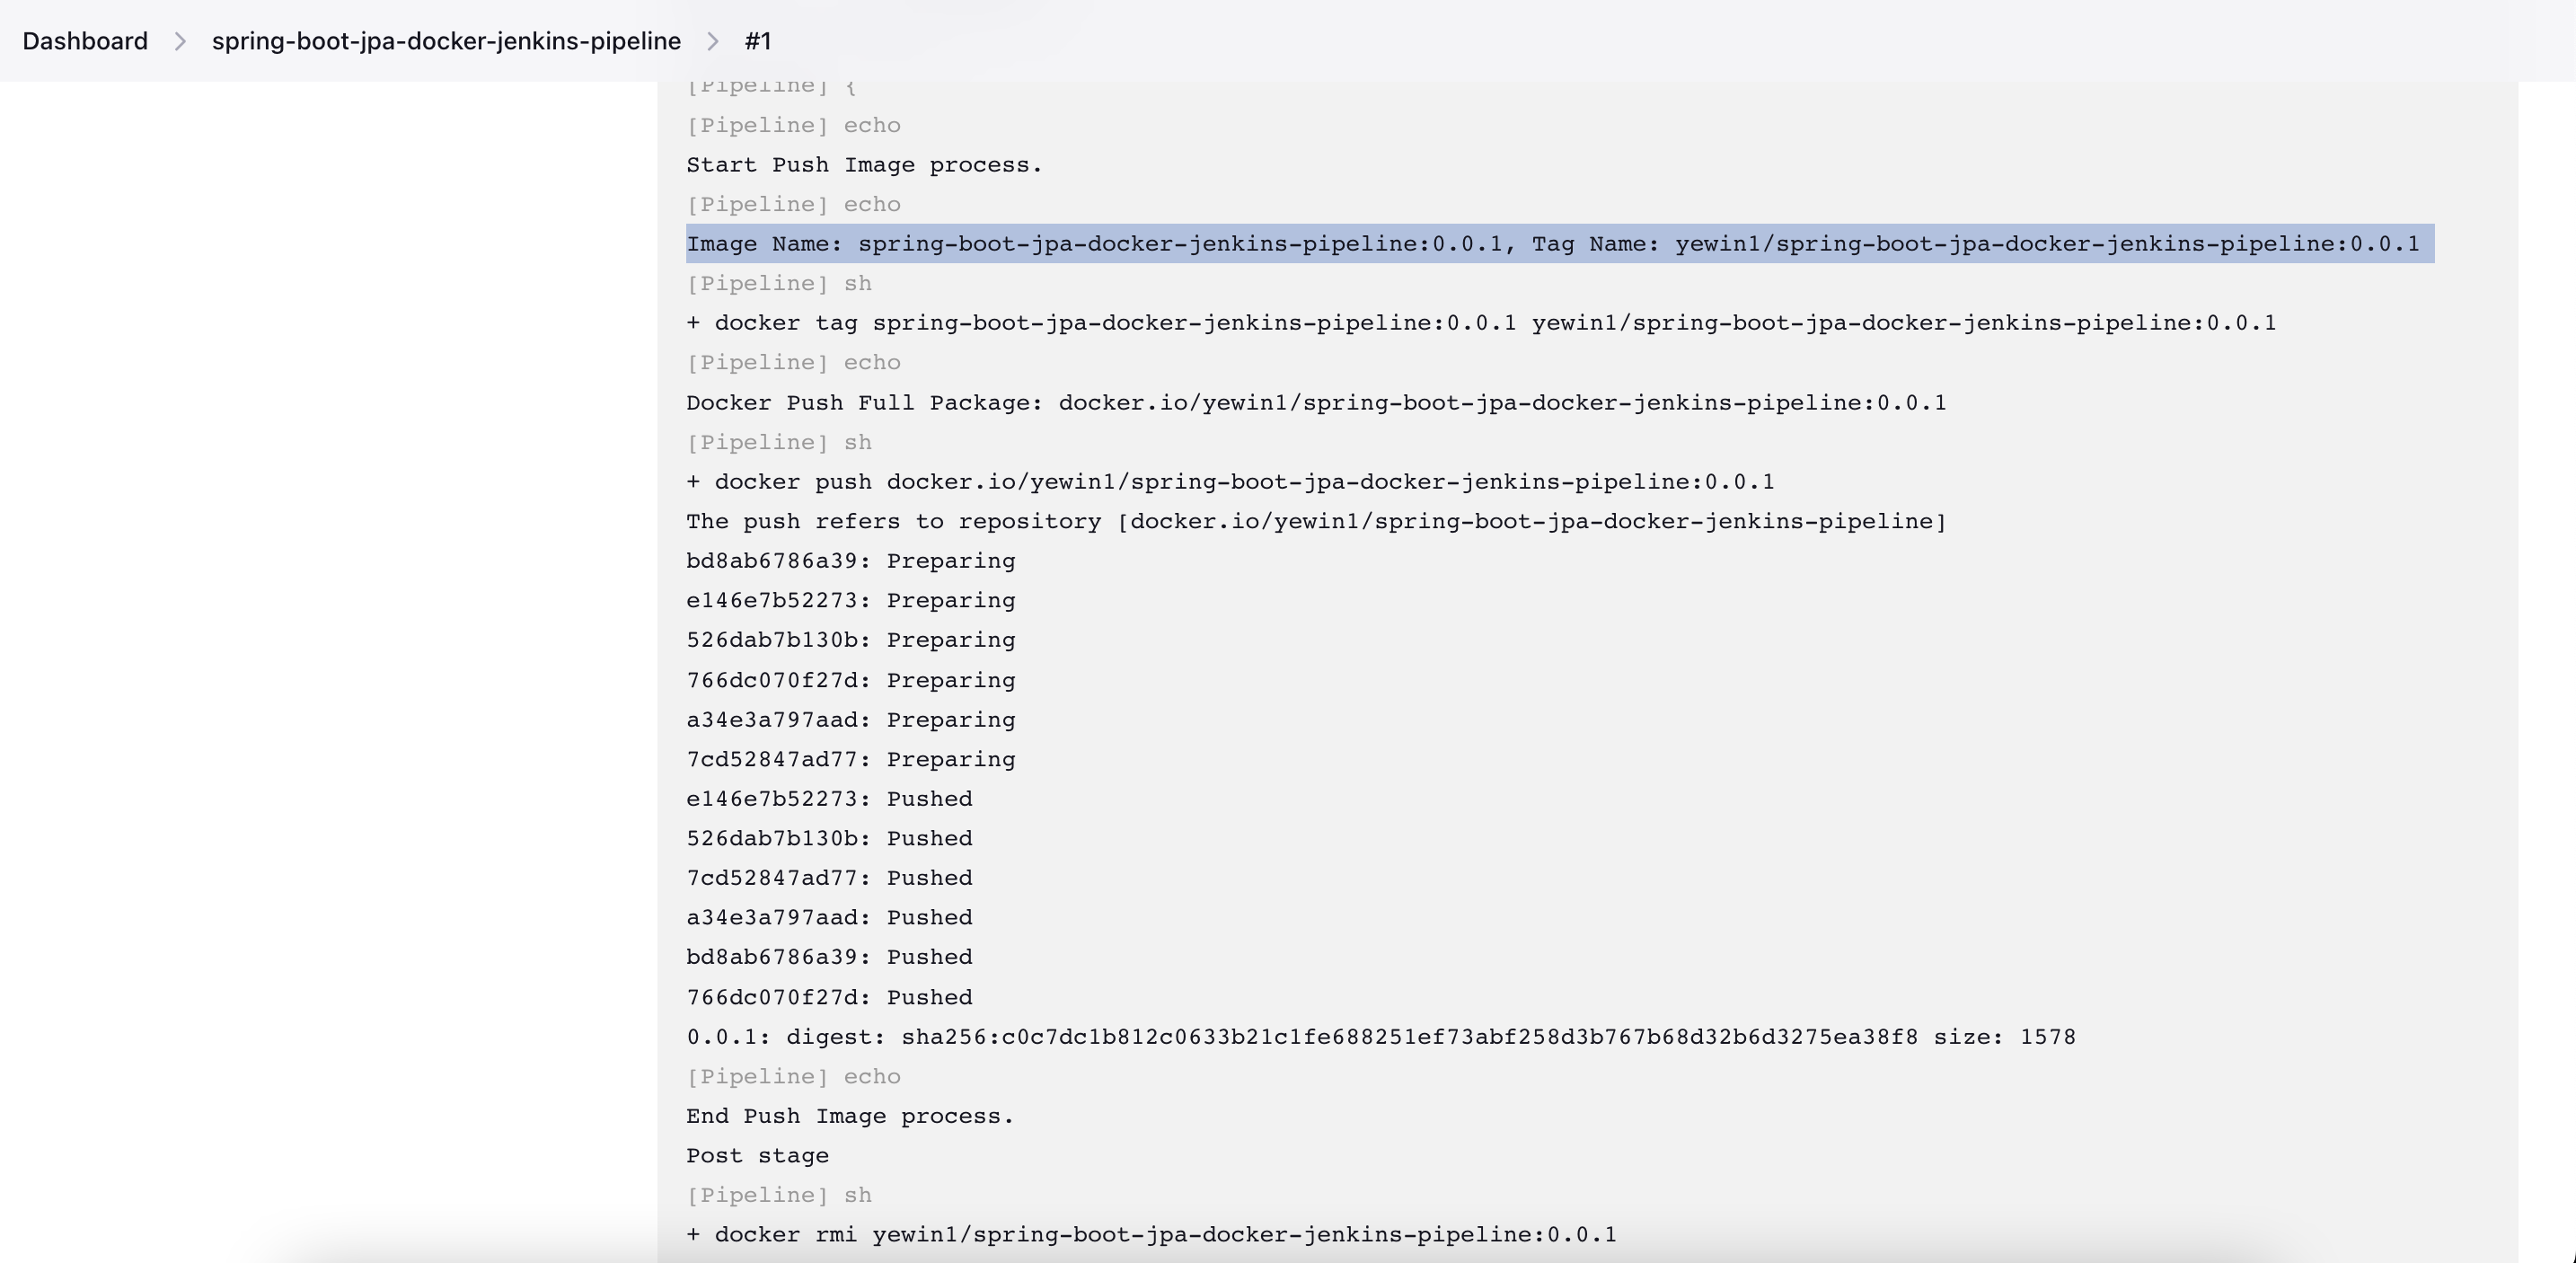 Dashboard > spring-boot-jpa-docker-jenkins-pipeline > #1
[Pipeline] {
[Pipeline] echo
Start Push Image process.
[Pipeline] echo
Image Name: spring-boot-jpa-docker-jenkins-pipeline:0.0.1, Tag Name: yewin1/spring-boot-jpa-docker-jenkins-pipeline:0.0.1
[Pipeline] sh
+ docker tag spring-boot-jpa-docker-jenkins-pipeline:0.0.1 yewin1/spring-boot-jpa-docker-jenkins-pipeline:0.0.1
[Pipeline] echo
Docker Push Full Package: docker.io/yewin1/spring-boot-jpa-docker-jenkins-pipeline:0.0.1
[Pipeline] sh
+ docker push docker.io/yewin1/spring-boot-jpa-docker-jenkins-pipeline:0.0.1
The push refers to repository [docker.io/yewin1/spring-boot-jpa-docker-jenkins-pipeline]
bd8ab6786a39: Preparing
e146e7b52273: Preparing
526dab7b130b: Preparing
766dc070f27d: Preparing
a34e3a797aad: Preparing
7cd52847ad77: Preparing
e146e7b52273: Pushed
526dab7b130b: Pushed
7cd52847ad77: Pushed
a34e3a797aad: Pushed
bd8ab6786a39: Pushed
766dc070f27d: Pushed
0.0.1: digest: sha256:c0c7dc1b812c0633b21c1fe688251ef73abf258d3b767b68d32b6d3275ea38f8 size: 1578
[Pipeline] echo
End Push Image process.
Post stage
[Pipeline] sh
+ docker rmi yewin1/spring-boot-jpa-docker-jenkins-pipeline:0.0.1